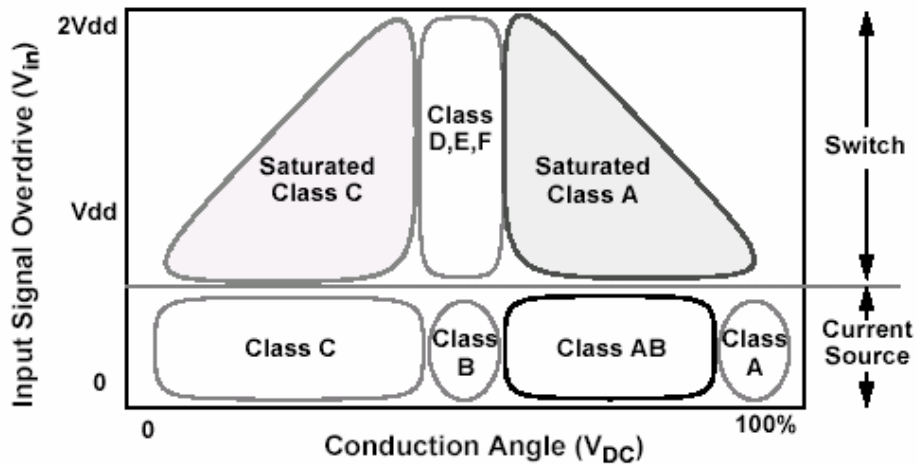 2Vdd
Input Signal Overdrive (Vin)
Class
D,E,F
Saturated
Class C
Saturated
Class A
Switch
Vdd
Class C
Class
B
Class AB
Class
A
Current
Source
0
0
100%
Conduction Angle (VDC)